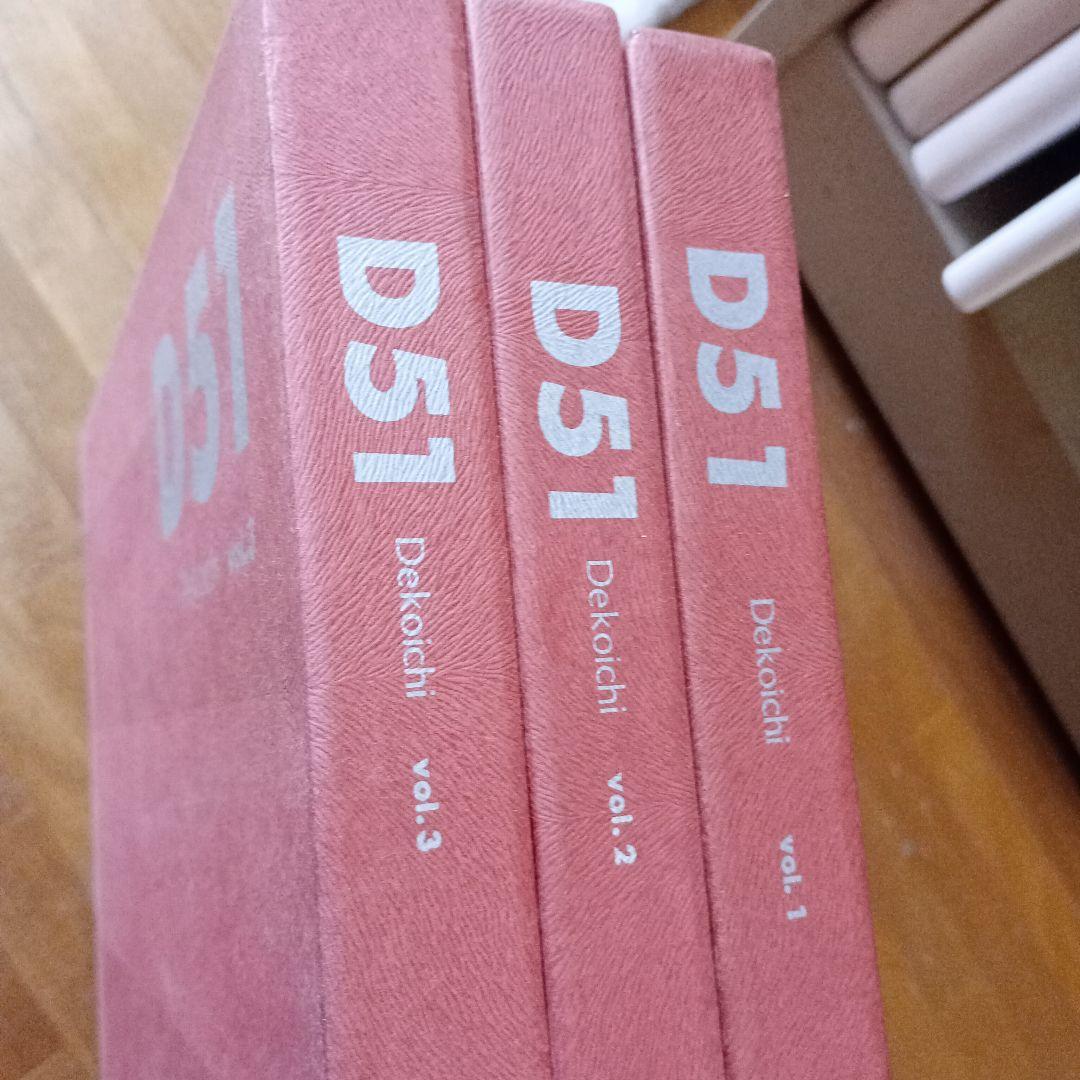 D51
D51 Dekoichi vol.3
D51 Dekoichi vol.2
D51 Dekoichi vol.1